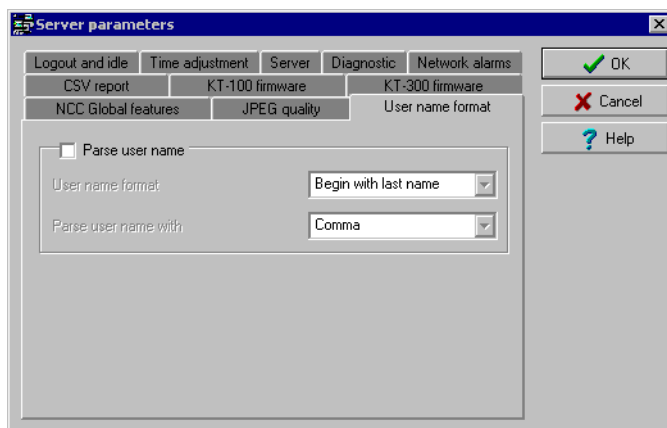 Server parameters
Logout and idle Time adjustment Server Diagnostic Network alarms
CSV report KT-100 firmware KT-300 firmware
NCC Global features JPEG quality User name format
Parse user name
User name format Begin with last name
Parse user name with Comma
OK
Cancel
Help